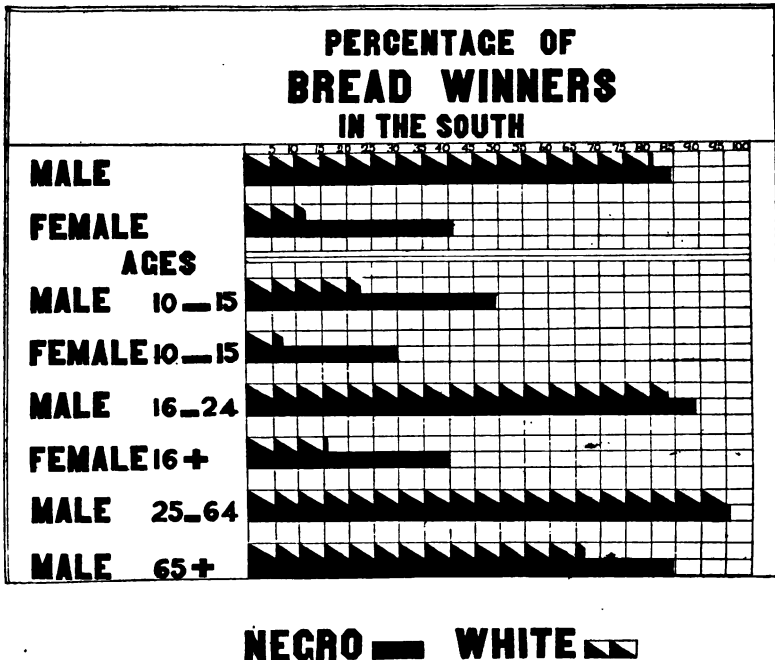 PERCENTAGE OF
BREAD WINNERS
IN THE SOUTH
5 10 15 20 25 30 35 40 45 50 55 60 65 70 75 80 85 90 95 100
MALE
FEMALE
AGES
MALE 10–15
FEMALE 10–15
MALE 16–24
FEMALE 16+
MALE 25–64
MALE 65+
NEGRO WHITE